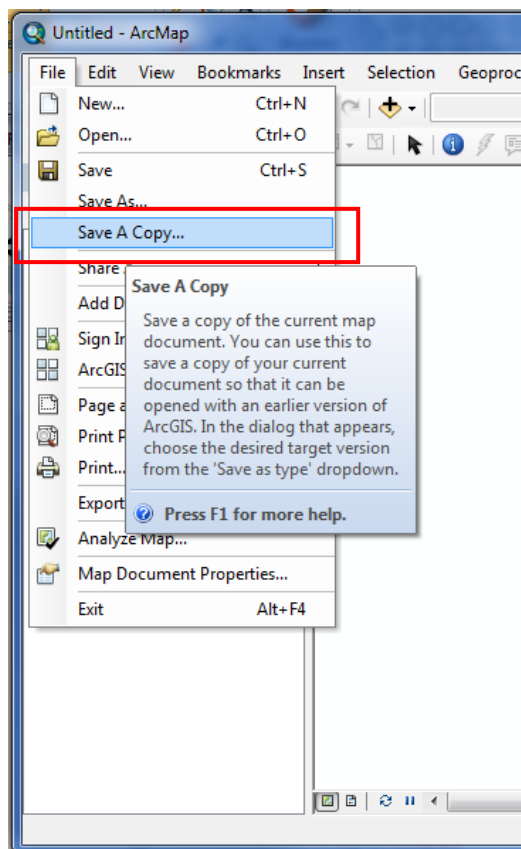 Untitled - ArcMap
File Edit View Bookmarks Insert Selection Geoproc
New... Ctrl+N
Open... Ctrl+O
Save Ctrl+S
Save As...
Save A Copy...
Share
Add D
Sign In
ArcGIS
Page a
Print P
Print...
Export
Save A Copy
Save a copy of the current map
document. You can use this to
save a copy of your current
document so that it can be
opened with an earlier version of
ArcGIS. In the dialog that appears,
choose the desired target version
from the 'Save as type' dropdown.
Press F1 for more help.
Analyze Map...
Map Document Properties...
Exit Alt+F4